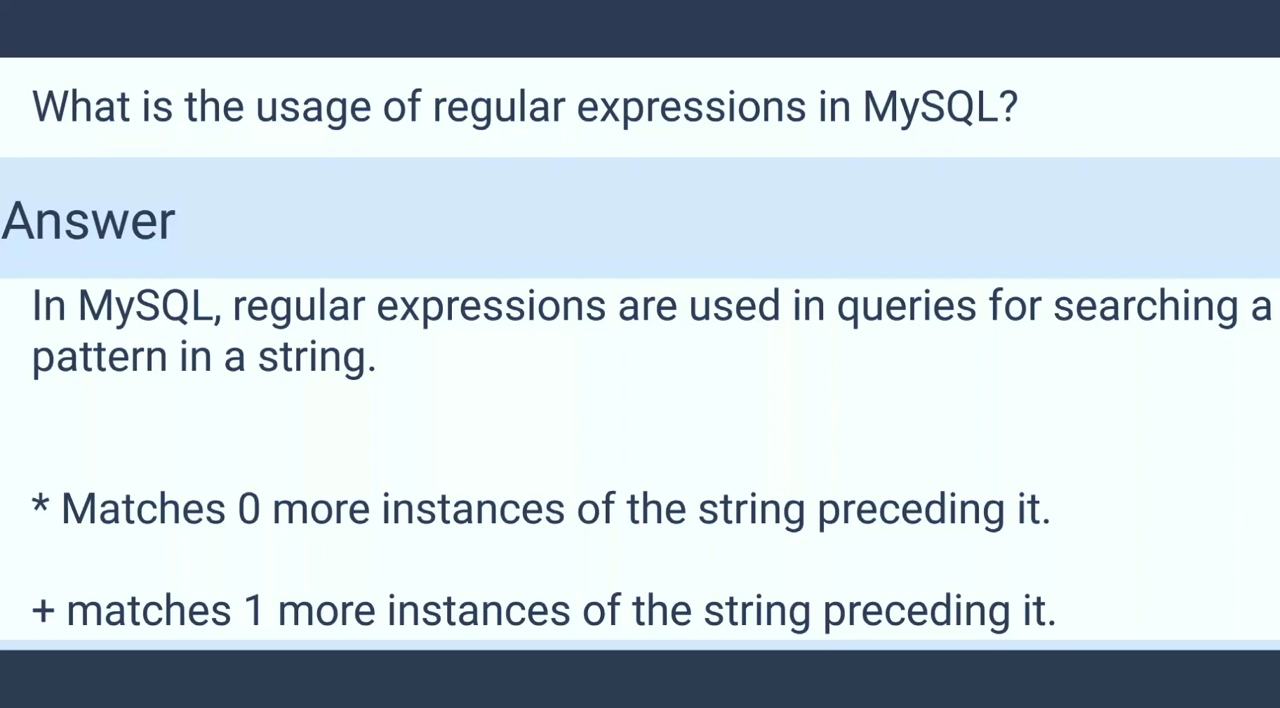 What is the usage of regular expressions in MySQL?
Answer
In MySQL, regular expressions are used in queries for searching a
pattern in a string.
* Matches 0 more instances of the string preceding it.
+ matches 1 more instances of the string preceding it.